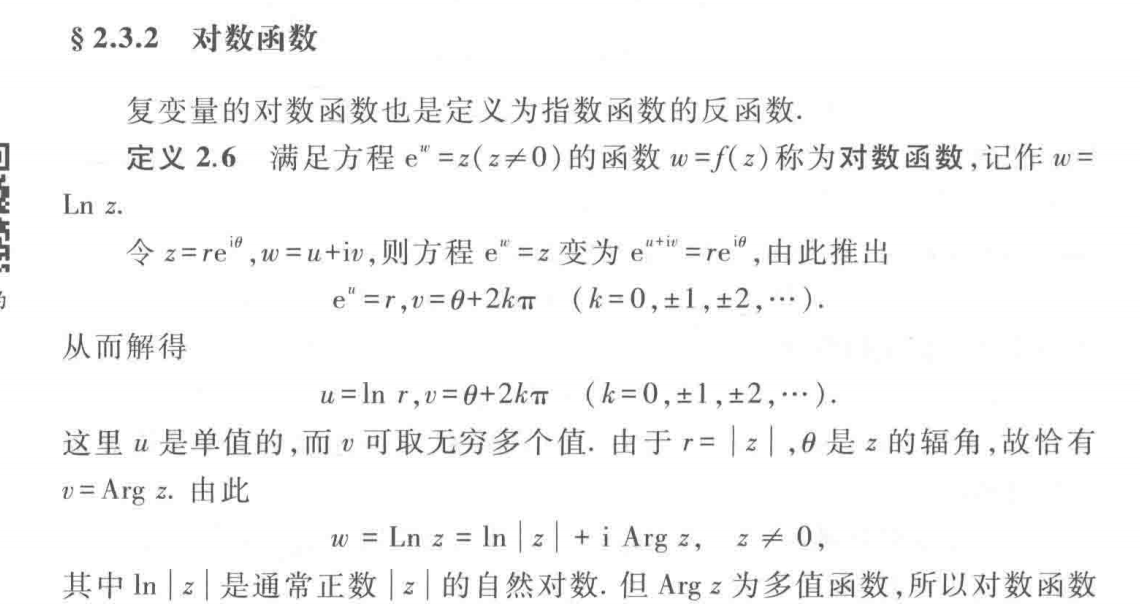 § 2.3.2 对数函数
复变量的对数函数也是定义为指数函数的反函数.
定义 2.6 满足方程 eʷ=z(z≠0)的函数 w=f(z)称为对数函数,记作 w=
Ln z.
令 z=re^{iθ},w=u+iv,则方程 eʷ=z 变为 e^{u+iv}=re^{iθ},由此推出
eᵘ=r,v=θ+2kπ (k=0,±1,±2,⋯).
从而解得
u=ln r,v=θ+2kπ (k=0,±1,±2,⋯).
这里 u 是单值的,而 v 可取无穷多个值. 由于 r=|z|,θ 是 z 的辐角,故恰有
v=Arg z. 由此
w = Ln z = ln|z| + i Arg z, z ≠ 0,
其中 ln|z|是通常正数|z|的自然对数. 但 Arg z 为多值函数,所以对数函数